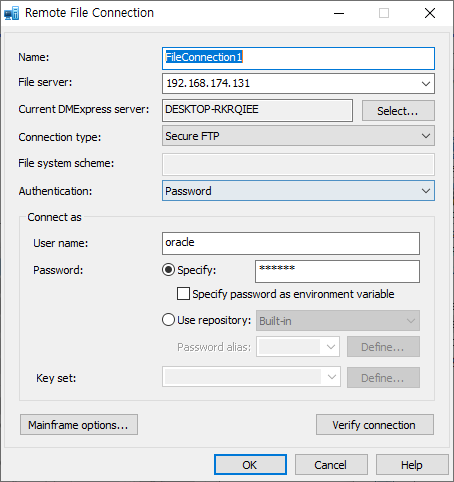 Remote File Connection
Name: FileConnection1
File server: 192.168.174.131
Current DMExpress server: DESKTOP-RKRQIEE Select...
Connection type: Secure FTP
File system scheme:
Authentication: Password
Connect as
User name: oracle
Password: Specify: ******
Specify password as environment variable
Use repository: Built-in
Password alias: Define...
Key set: Define...
Mainframe options... Verify connection
OK Cancel Help